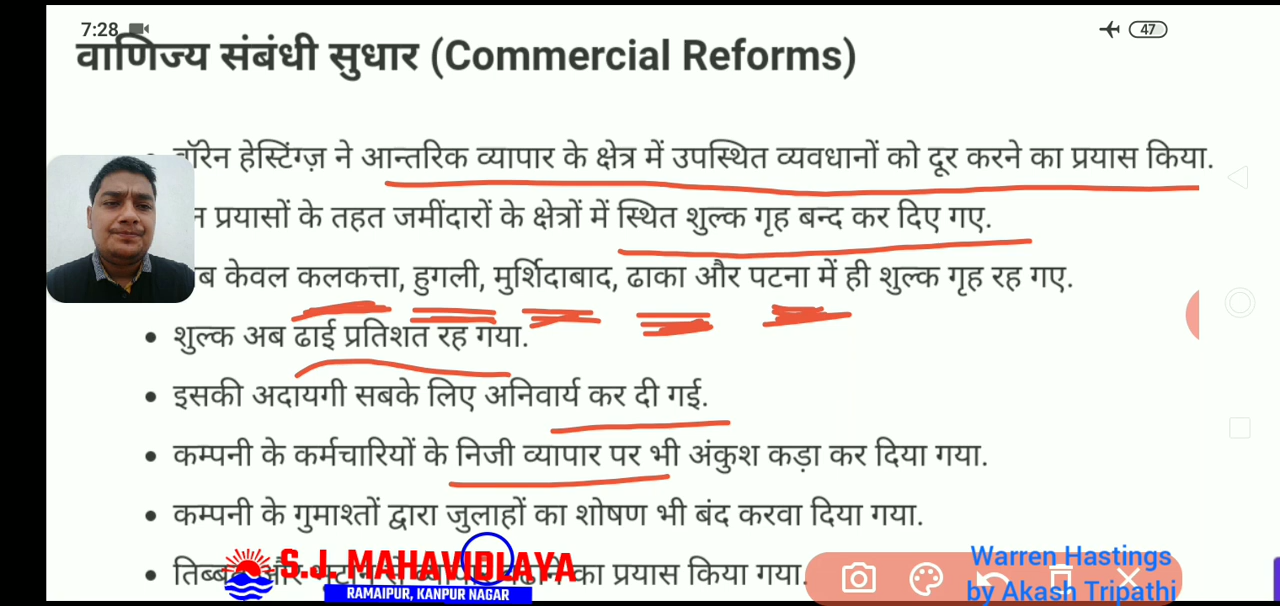 7:28
47
वाणिज्य संबंधी सुधार (Commercial Reforms)
वॉरेन हेस्टिंग्ज़ ने आन्तरिक व्यापार के क्षेत्र में उपस्थित व्यवधानों को दूर करने का प्रयास किया.
प्रयासों के तहत जमींदारों के क्षेत्रों में स्थित शुल्क गृह बन्द कर दिए गए.
केवल कलकत्ता, हुगली, मुर्शिदाबाद, ढाका और पटना में ही शुल्क गृह रह गए.
• शुल्क अब ढाई प्रतिशत रह गया.
• इसकी अदायगी सबके लिए अनिवार्य कर दी गई.
• कम्पनी के कर्मचारियों के निजी व्यापार पर भी अंकुश कड़ा कर दिया गया.
• कम्पनी के गुमाश्तों द्वारा जुलाहों का शोषण भी बंद करवा दिया गया.
• का प्रयास किया गया.
S.J. MAHAVIDLAYA
RAMAIPUR, KANPUR NAGAR
Warren Hastings
by Akash Tripathi